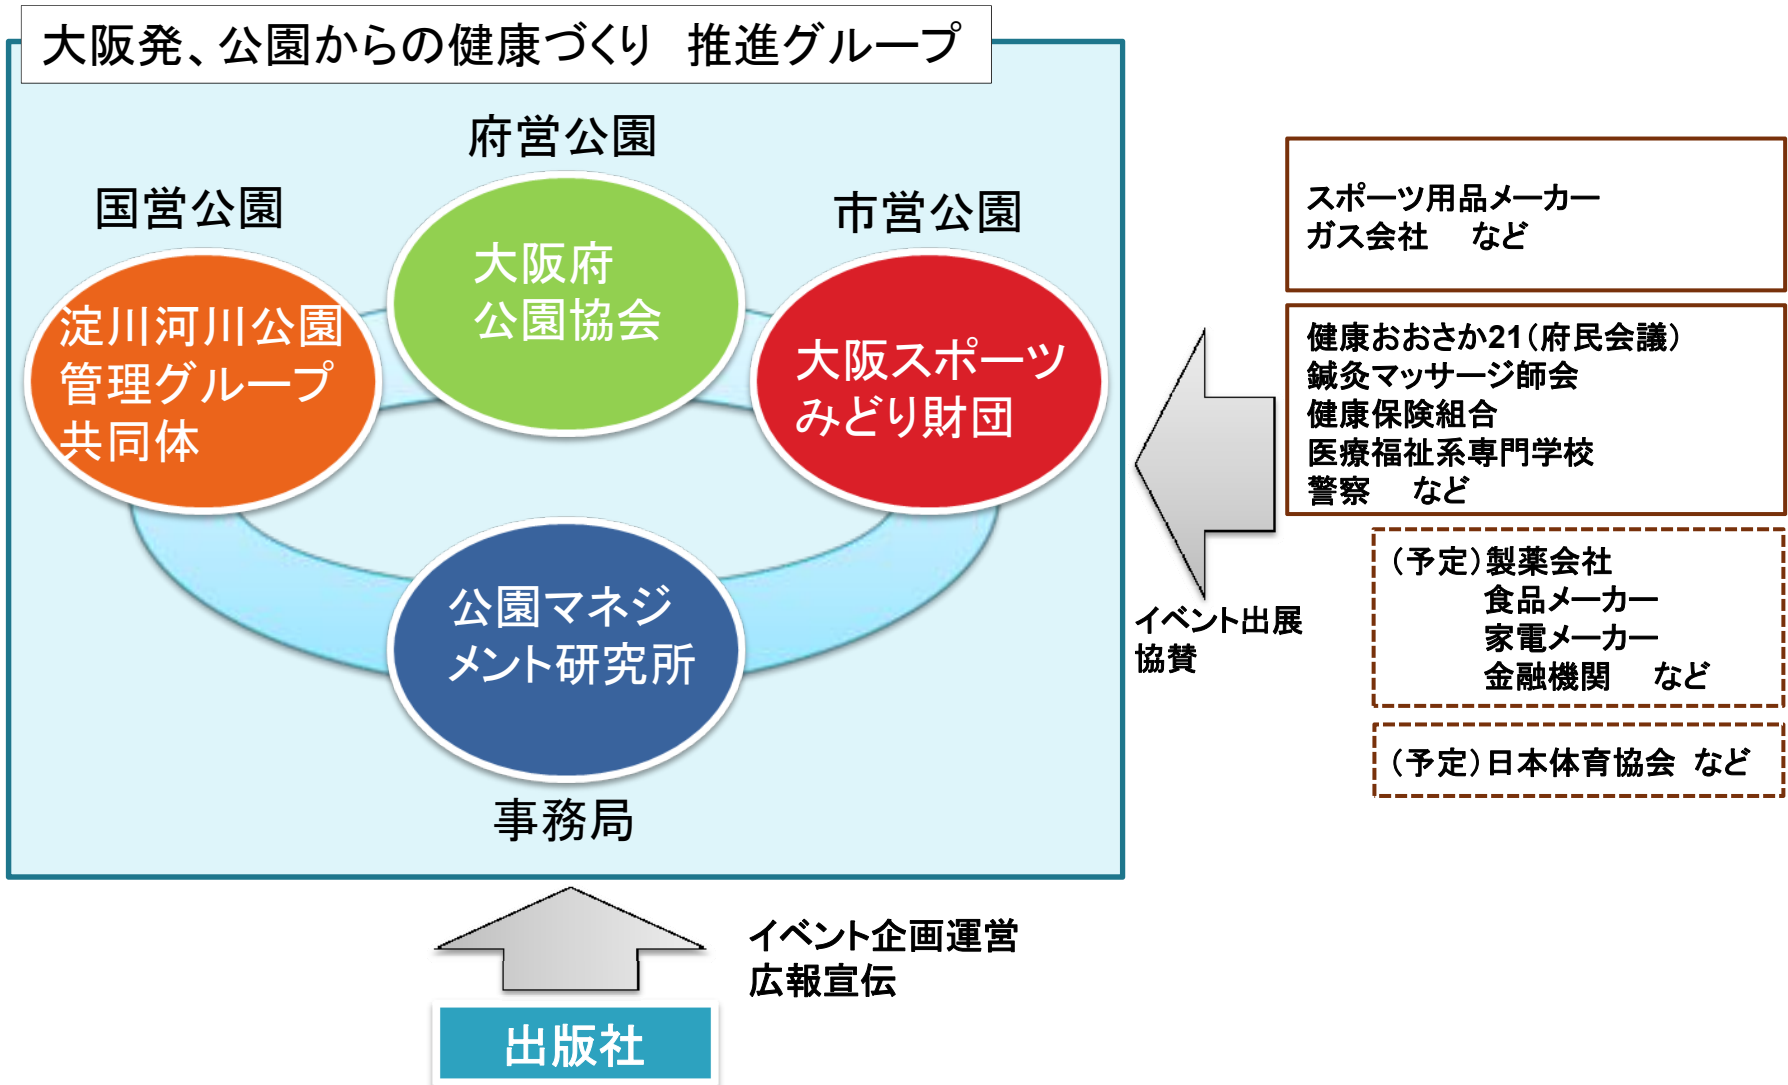 大阪発、公園からの健康づくり　推進グループ
府営公園
国営公園
市営公園
大阪府
公園協会
淀川河川公園
管理グループ
共同体
大阪スポーツ
みどり財団
公園マネジ
メント研究所
事務局
スポーツ用品メーカー
ガス会社　など
健康おおさか21（府民会議）
鍼灸マッサージ師会
健康保険組合
医療福祉系専門学校
警察　など
（予定）製薬会社
食品メーカー
家電メーカー
金融機関　など
（予定）日本体育協会 など
イベント出展
協賛
イベント企画運営
広報宣伝
出版社